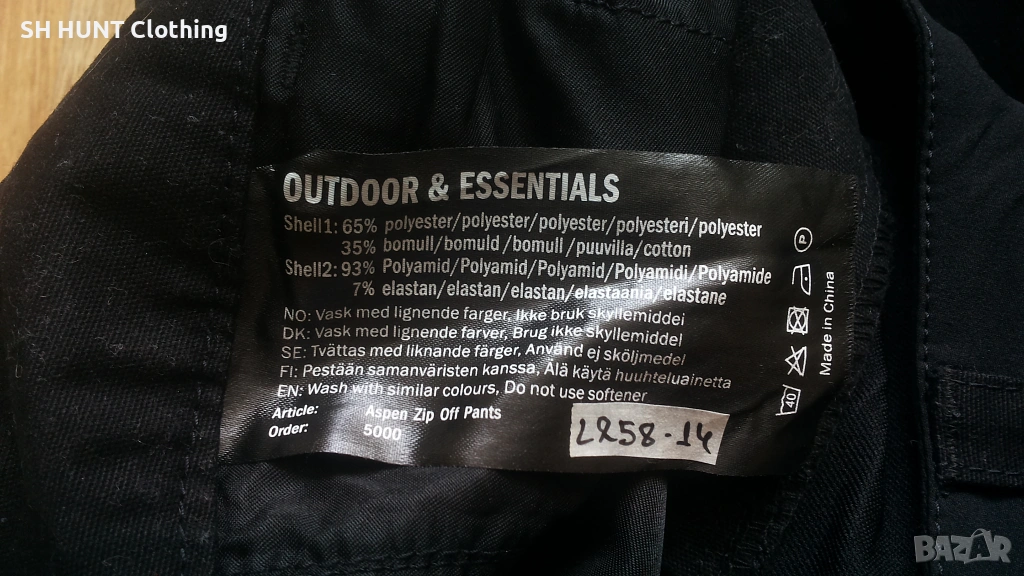 SH HUNT Clothing
OUTDOOR & ESSENTIALS
Shell1: 65% polyester/polyester/polyester/polyesteri/polyester
35% bomull/bomuld/bomull/puuvilla/cotton
Shell2: 93% Polyamid/Polyamid/Polyamid/Polyamidi/Polyamide
7% elastan/elastan/elastan/elastaania/elastane
NO: Vask med lignende farger, Ikke bruk skyllemiddel
DK: Vask med lignende farver, Brug ikke skyllemiddel
SE: Tvättas med liknande färger, Använd ej sköljmedel
FI: Pestään samanväristen kanssa, Älä käytä huuhteluainetta
EN: Wash with similar colours, Do not use softener
Article: Aspen Zip Off Pants
Order: 5000
L258-14
40
P
Made in China
BAZAR